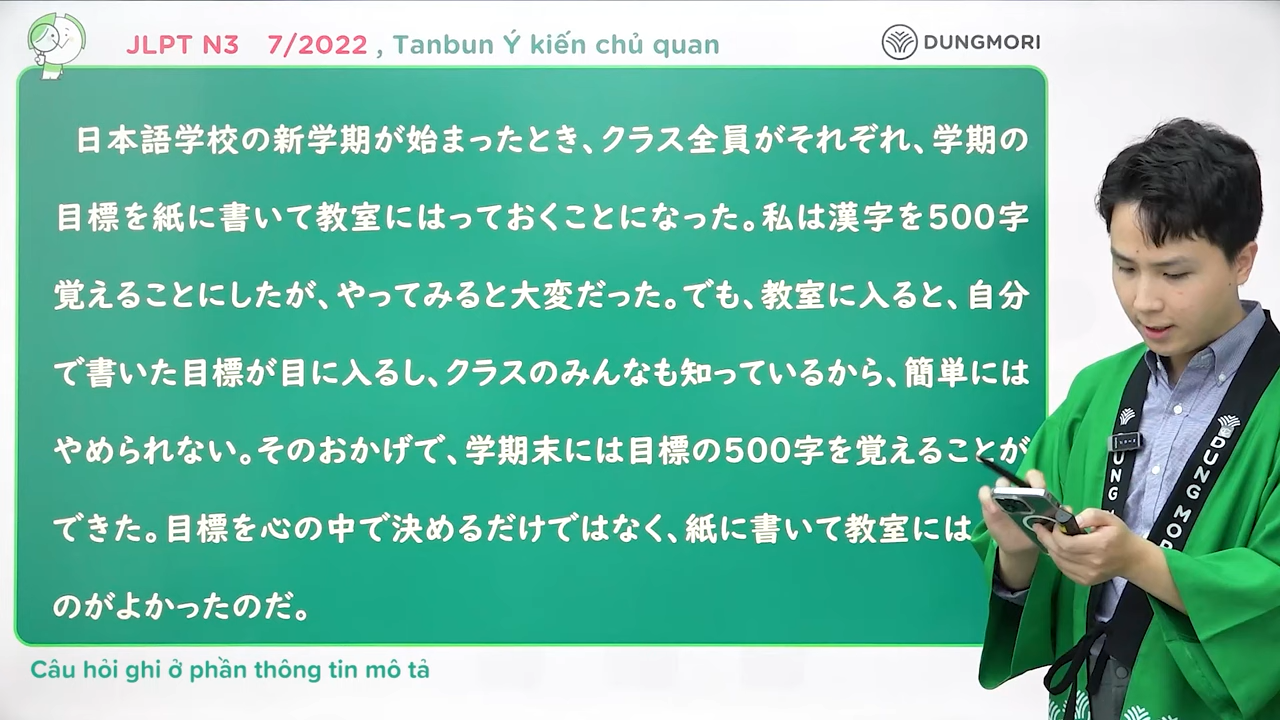 JLPT N3 7/2022 , Tanbun Ý kiến chủ quan
DUNGMORI
日本語学校の新学期が始まったとき、クラス全員がそれぞれ、学期の
目標を紙に書いて教室にはっておくことになった。私は漢字を500字
覚えることにしたが、やってみると大変だった。でも、教室に入ると、自分
で書いた目標が目に入るし、クラスのみんなも知っているから、簡単には
やめられない。そのおかげで、学期末には目標の500字を覚えることが
できた。目標を心の中で決めるだけではなく、紙に書いて教室には
のがよかったのだ。
Câu hỏi ghi ở phần thông tin mô tả
UNG
DUNG MOR